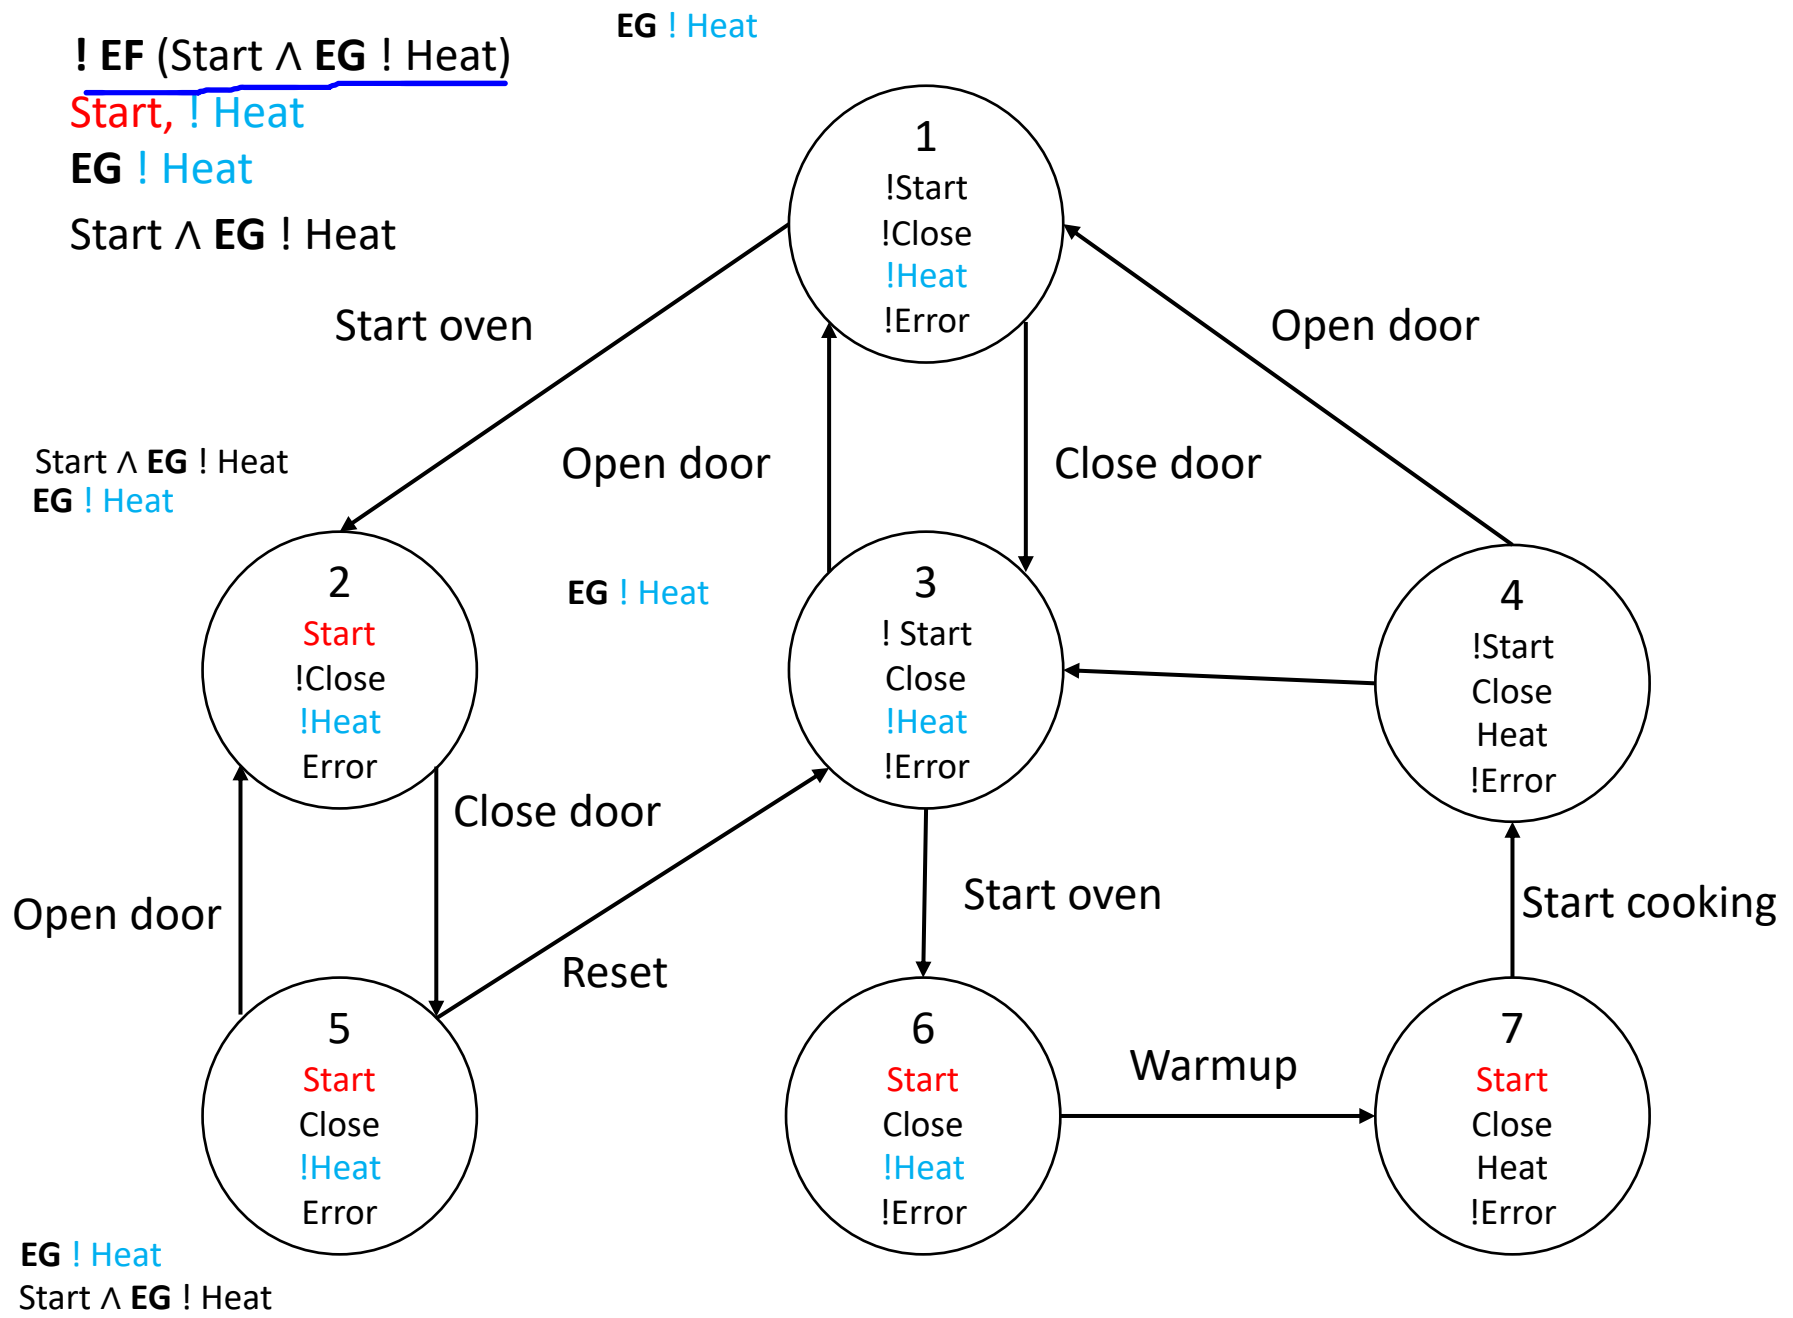 ! EF (Start ∧ EG ! Heat)
Start, ! Heat
EG ! Heat
Start ∧ EG ! Heat
EG ! Heat
1
!Start
!Close
!Heat
!Error
Start oven
Open door
Close door
Open door
Start ∧ EG ! Heat
EG ! Heat
2
Start
!Close
!Heat
Error
EG ! Heat
3
! Start
Close
!Heat
!Error
4
!Start
Close
Heat
!Error
Open door
Close door
Reset
Start oven
Start cooking
5
Start
Close
!Heat
Error
6
Start
Close
!Heat
!Error
Warmup
7
Start
Close
Heat
!Error
EG ! Heat
Start ∧ EG ! Heat